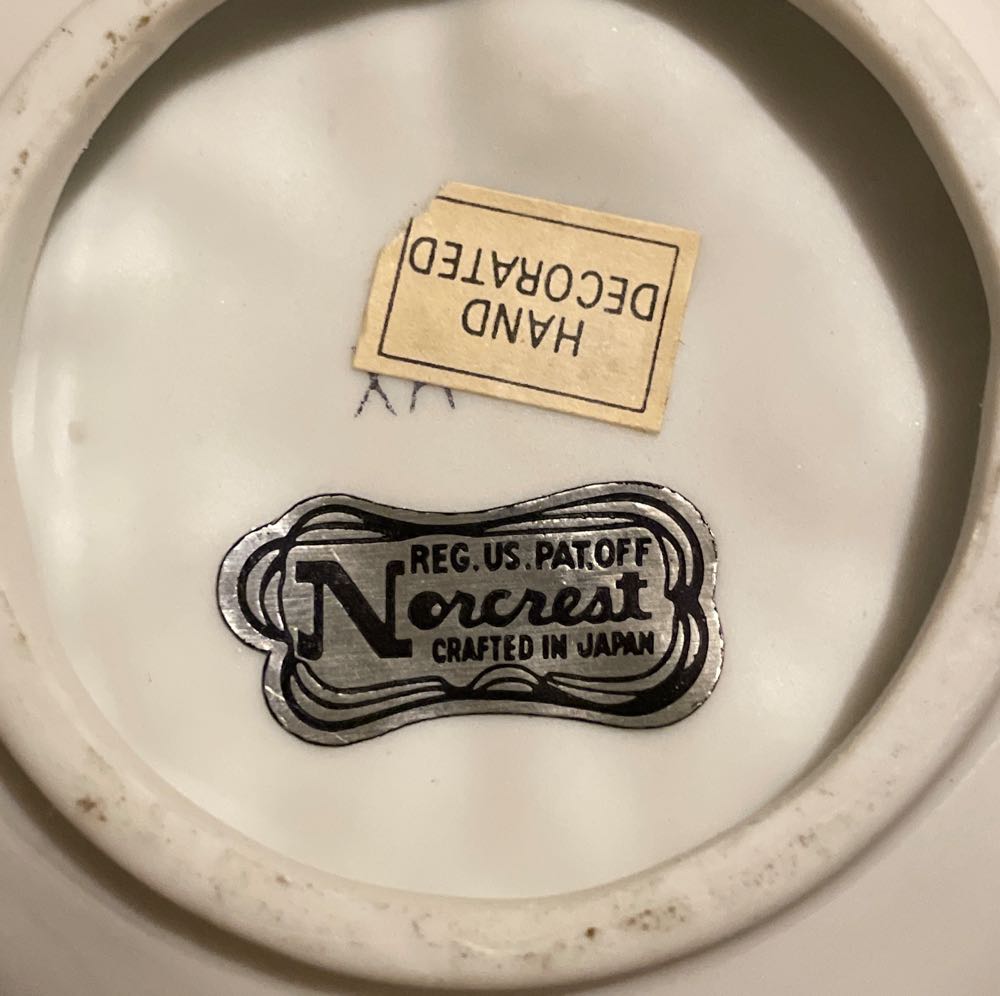 HAND
DECORATED
REG. US. PAT. OFF
Norcrest
CRAFTED IN JAPAN